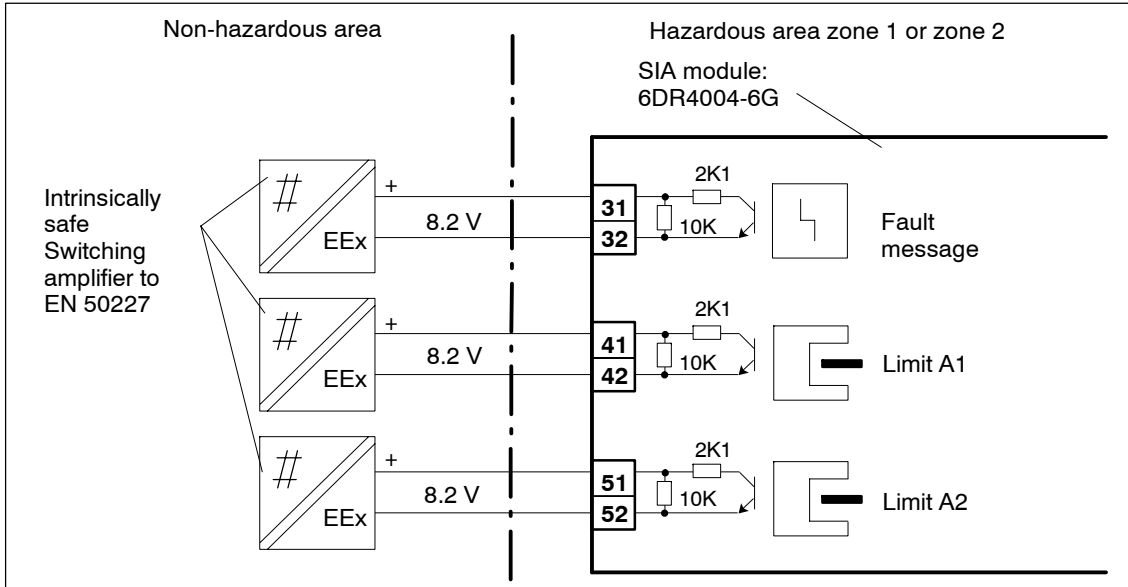 Non-hazardous area
Hazardous area zone 1 or zone 2
SIA module:
6DR4004-6G
Intrinsically
safe
Switching
amplifier to
EN 50227
#
EEx
+
8.2 V
31
32
2K1
10K
Fault
message
#
EEx
+
8.2 V
41
42
2K1
10K
Limit A1
#
EEx
+
8.2 V
51
52
2K1
10K
Limit A2